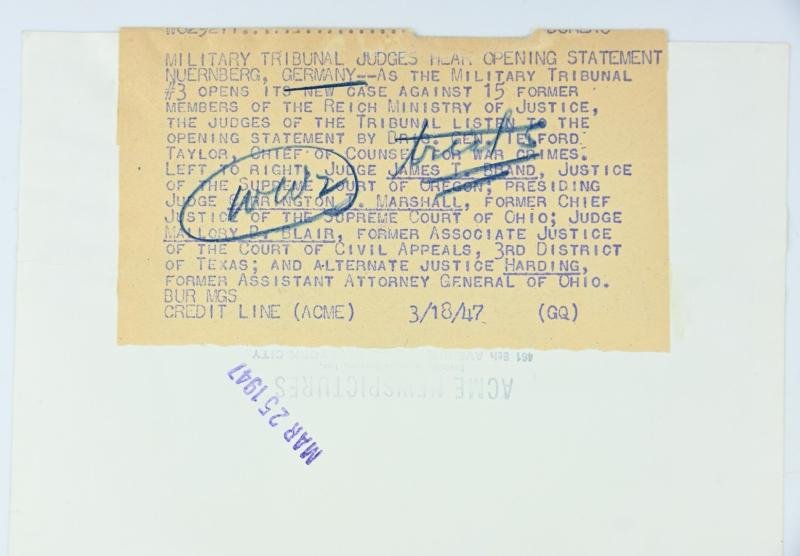 MILITARY TRIBUNAL JUDGES HEAR OPENING STATEMENT
NUERNBERG, GERMANY--AS THE MILITARY TRIBUNAL
#3 OPENS ITS NEW CASE AGAINST 15 FORMER
MEMBERS OF THE REICH MINISTRY OF JUSTICE,
THE JUDGES OF THE TRIBUNAL LISTEN TO THE
OPENING STATEMENT BY BRIG. GEN. TELFORD
TAYLOR, CHIEF OF COUNSEL FOR WAR CRIMES.
LEFT TO RIGHT, JUDGE JAMES T. BRAND, JUSTICE
OF THE SUPREME COURT OF OREGON; PRESIDING
JUDGE CARRINGTON T. MARSHALL, FORMER CHIEF
JUSTICE OF THE SUPREME COURT OF OHIO; JUDGE
MALLORY B. BLAIR, FORMER ASSOCIATE JUSTICE
OF THE COURT OF CIVIL APPEALS, 3RD DISTRICT
OF TEXAS; AND ALTERNATE JUSTICE HARDING,
FORMER ASSISTANT ATTORNEY GENERAL OF OHIO.
BUR MGS
CREDIT LINE (ACME) 3/18/47 (GQ)
WW2
461 8th AVENUE, YORK CITY
ACME NEWSPICTURES
MAR 25 1947